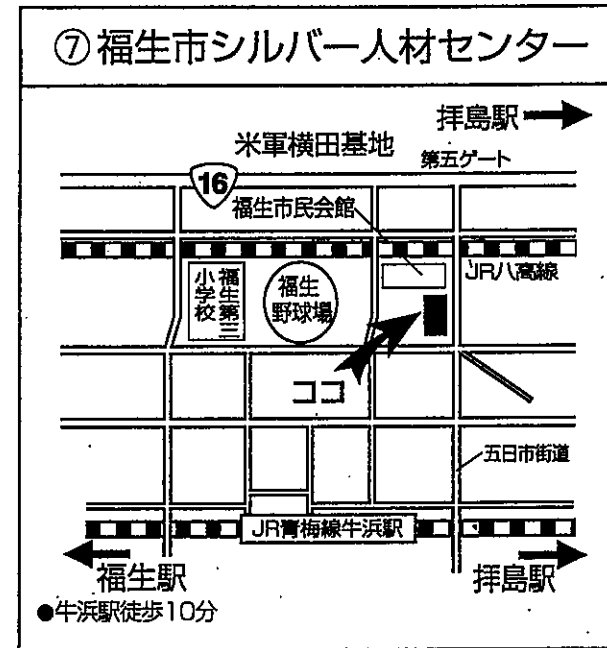 ⑦福生市シルバー人材センター
拝島駅
米軍横田基地
第五ゲート
16
福生市民会館
JR八高線
福生第三
小学校
福生
野球場
ココ
五日市街道
JR青梅線牛浜駅
福生駅
拝島駅
●牛浜駅徒歩10分